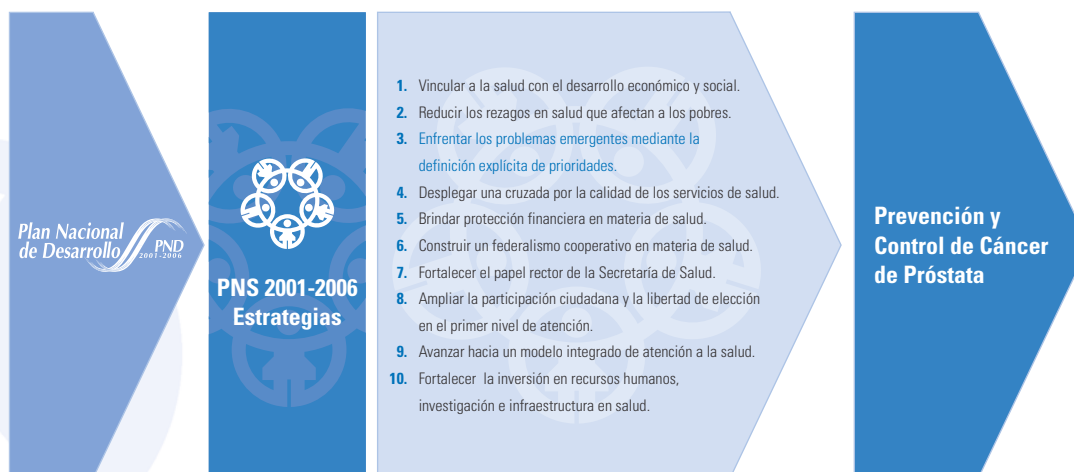 Plan Nacional
de Desarrollo
PND
2001-2006
PNS 2001-2006
Estrategias
1. Vincular a la salud con el desarrollo económico y social.
2. Reducir los rezagos en salud que afectan a los pobres.
3. Enfrentar los problemas emergentes mediante la
definición explícita de prioridades.
4. Desplegar una cruzada por la calidad de los servicios de salud.
5. Brindar protección financiera en materia de salud.
6. Construir un federalismo cooperativo en materia de salud.
7. Fortalecer el papel rector de la Secretaría de Salud.
8. Ampliar la participación ciudadana y la libertad de elección
en el primer nivel de atención.
9. Avanzar hacia un modelo integrado de atención a la salud.
10. Fortalecer la inversión en recursos humanos,
investigación e infraestructura en salud.
Prevención y
Control de Cáncer
de Próstata